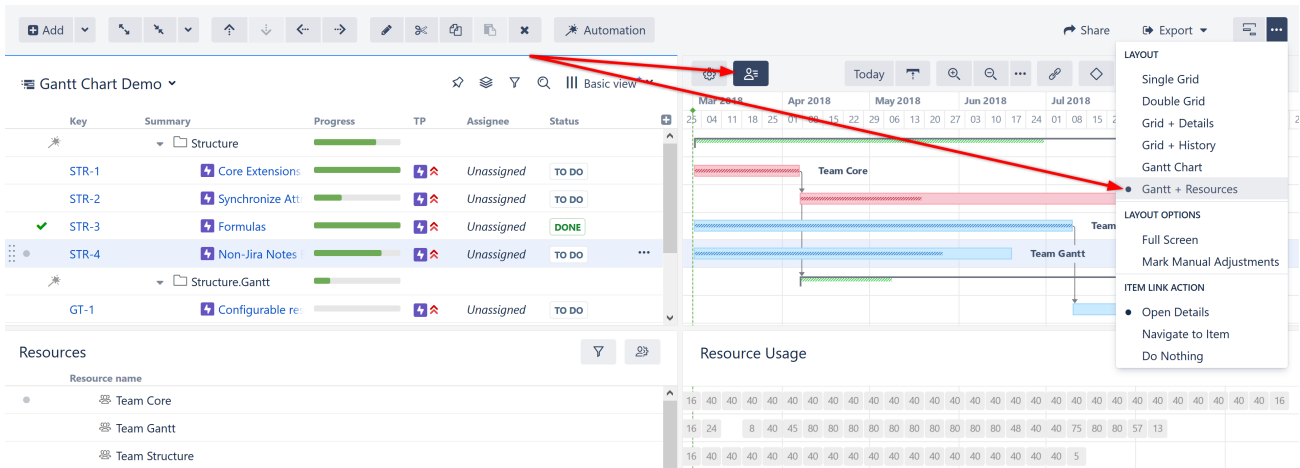 Add
Automation
Share
Export
Gantt Chart Demo
Basic view
Today
Key Summary Progress TP Assignee Status
Structure
STR-1 Core Extensions Unassigned TO DO
STR-2 Synchronize Att Unassigned TO DO
STR-3 Formulas Unassigned DONE
STR-4 Non-Jira Notes Unassigned TO DO
Structure.Gantt
GT-1 Configurable re Unassigned TO DO
Mar 2018 Apr 2018 May 2018 Jun 2018 Jul 2018
25 04 11 18 25 01 08 15 22 29 06 13 20 27 03 10 17 24 01 08 15
Team Core
Team
Team Gantt
LAYOUT
Single Grid
Double Grid
Grid + Details
Grid + History
Gantt Chart
Gantt + Resources
LAYOUT OPTIONS
Full Screen
Mark Manual Adjustments
ITEM LINK ACTION
Open Details
Navigate to Item
Do Nothing
Resources
Resource name
Team Core
Team Gantt
Team Structure
Resource Usage
16 40 40 40 40 40 40 40 40 40 40 40 40 40 40 40 40 40 40 40 40 40 40 40 40 40 40 40 40 16
16 24 8 40 45 80 80 80 80 80 80 80 48 40 40 75 80 80 57 13
16 40 40 40 40 40 40 40 40 40 40 40 40 40 40 40 40 40 40 5